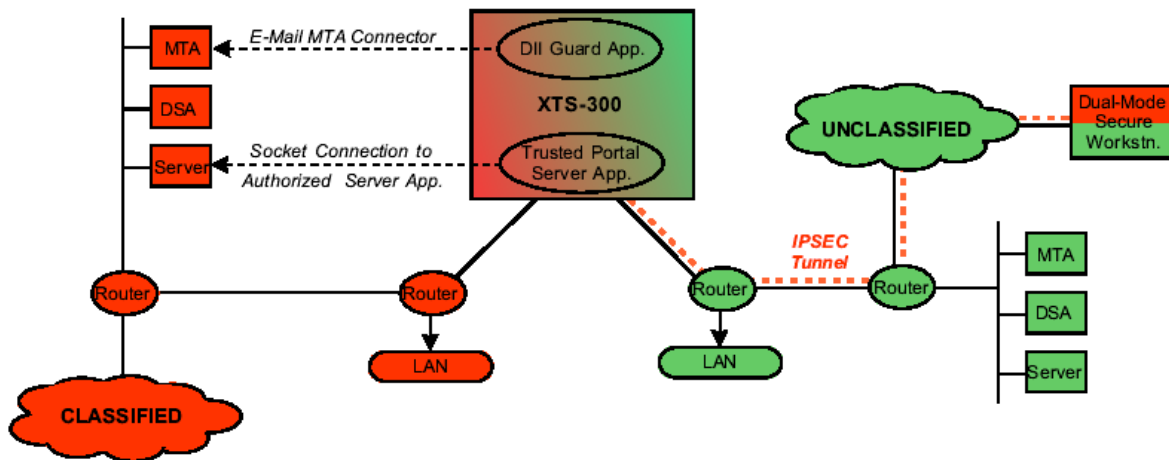 MTA
E-Mail MTA Connector
DII Guard App.
XTS-300
DSA
Server
Socket Connection to
Authorized Server App.
Trusted Portal
Server App.
UNCLASSIFIED
Dual-Mode
Secure
Workstn.
IPSEC
Tunnel
Router
Router
Router
Router
MTA
DSA
Server
LAN
LAN
CLASSIFIED